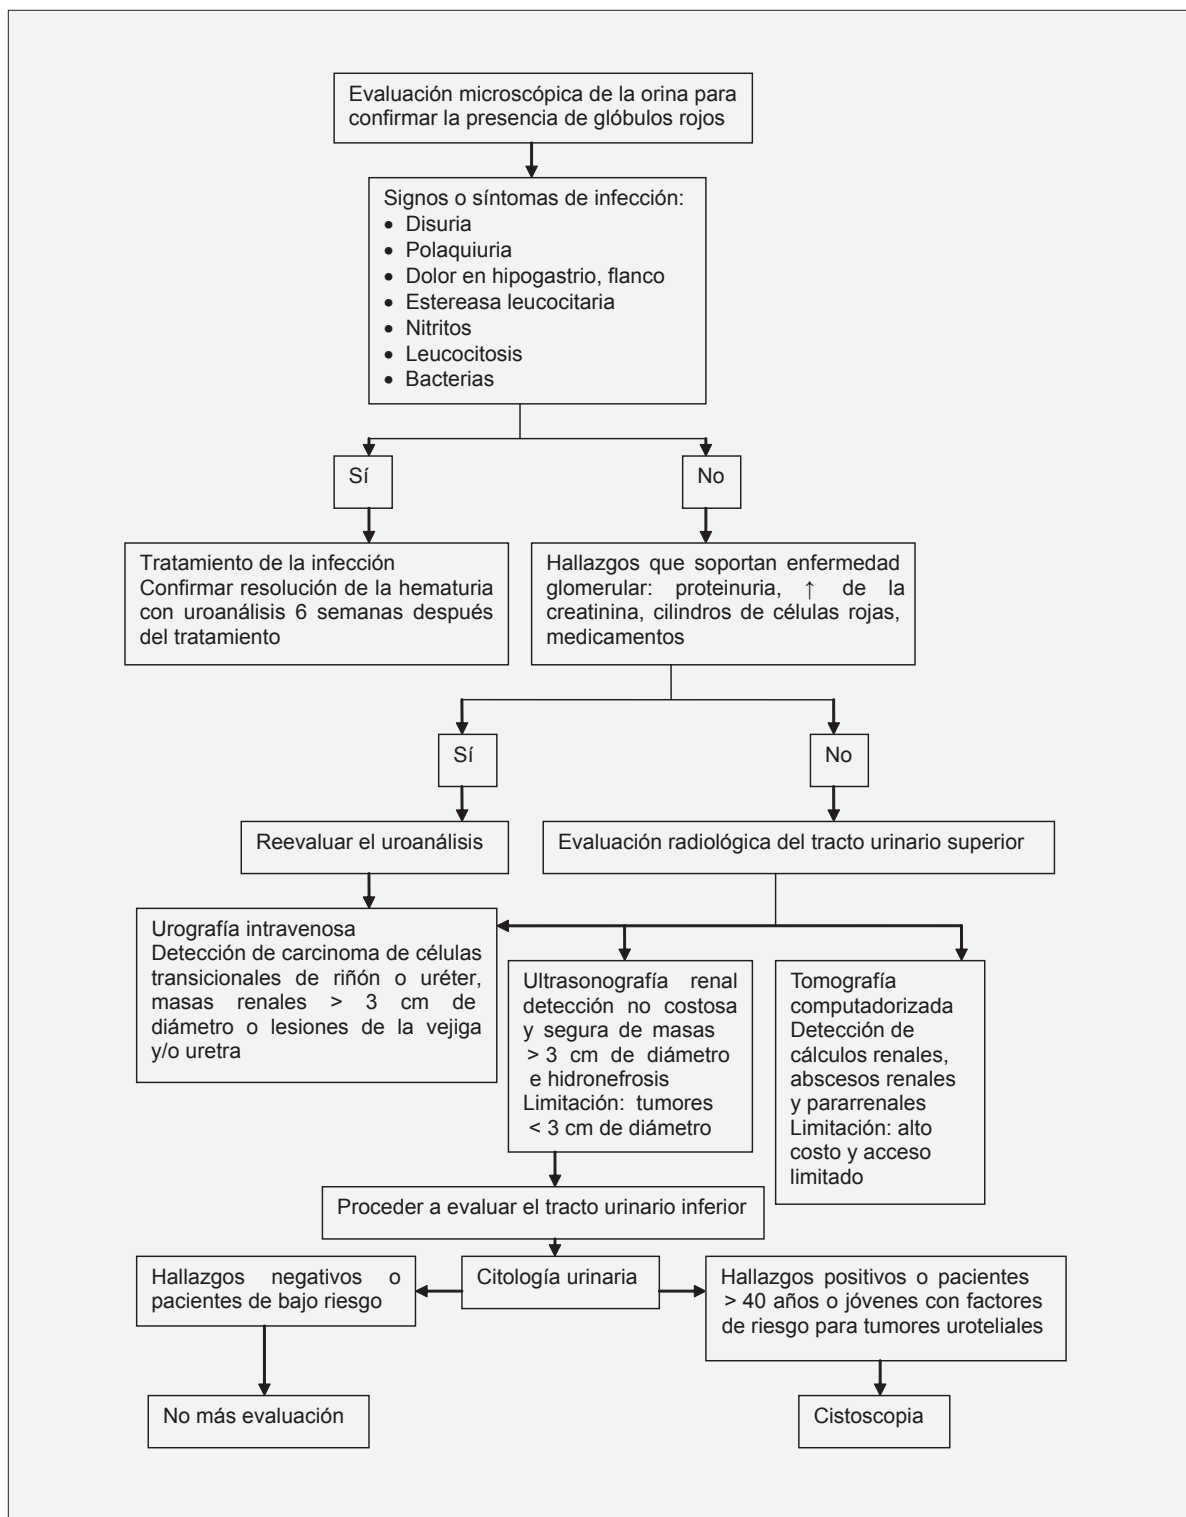 Evaluación microscópica de la orina para
confirmar la presencia de glóbulos rojos
Signos o síntomas de infección:
• Disuria
• Polaquiuria
• Dolor en hipogastrio, flanco
• Estereasa leucocitaria
• Nitritos
• Leucocitosis
• Bacterias
Sí
No
Tratamiento de la infección
Confirmar resolución de la hematuria
con uroanálisis 6 semanas después
del tratamiento
Hallazgos que soportan enfermedad
glomerular: proteinuria, ↑ de la
creatinina, cilindros de células rojas,
medicamentos
Sí
No
Reevaluar el uroanálisis
Evaluación radiológica del tracto urinario superior
Urografía intravenosa
Detección de carcinoma de células
transicionales de riñón o uréter,
masas renales > 3 cm de
diámetro o lesiones de la vejiga
y/o uretra
Ultrasonografía renal
detección no costosa
y segura de masas
> 3 cm de diámetro
e hidronefrosis
Limitación: tumores
< 3 cm de diámetro
Tomografía
computadorizada
Detección de
cálculos renales,
abscesos renales
y pararrenales
Limitación: alto
costo y acceso
limitado
Proceder a evaluar el tracto urinario inferior
Hallazgos negativos o
pacientes de bajo riesgo
Citología urinaria
Hallazgos positivos o pacientes
> 40 años o jóvenes con factores
de riesgo para tumores uroteliales
No más evaluación
Cistoscopia